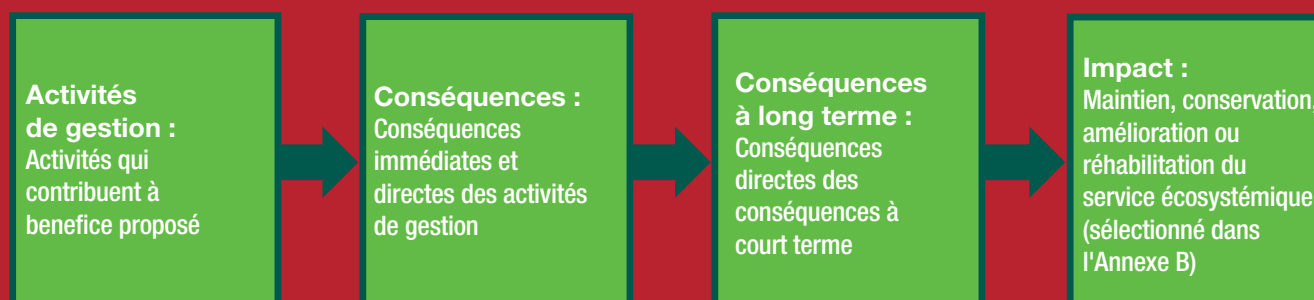 Activités
de gestion :
Activités qui
contribuent à
benefice proposé
Conséquences :
Conséquences
immédiates et
directes des activités
de gestion
Conséquences
à long terme :
Conséquences
directes des
conséquences à
court terme
Impact :
Maintien, conservation,
amélioration ou
réhabilitation du
service écosystémique
(sélectionné dans
l'Annexe B)